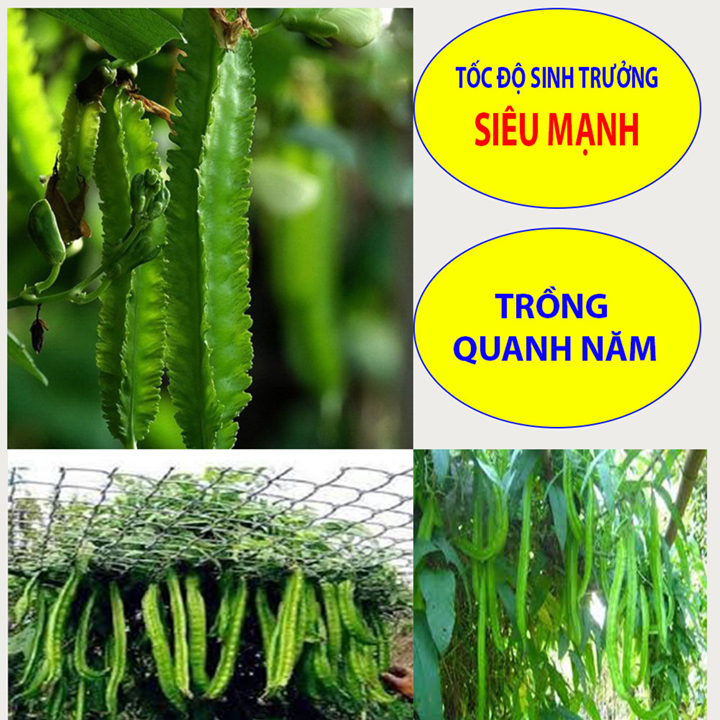 TỐC ĐỘ SINH TRƯỞNG
SIÊU MẠNH
TRỒNG
QUANH NĂM